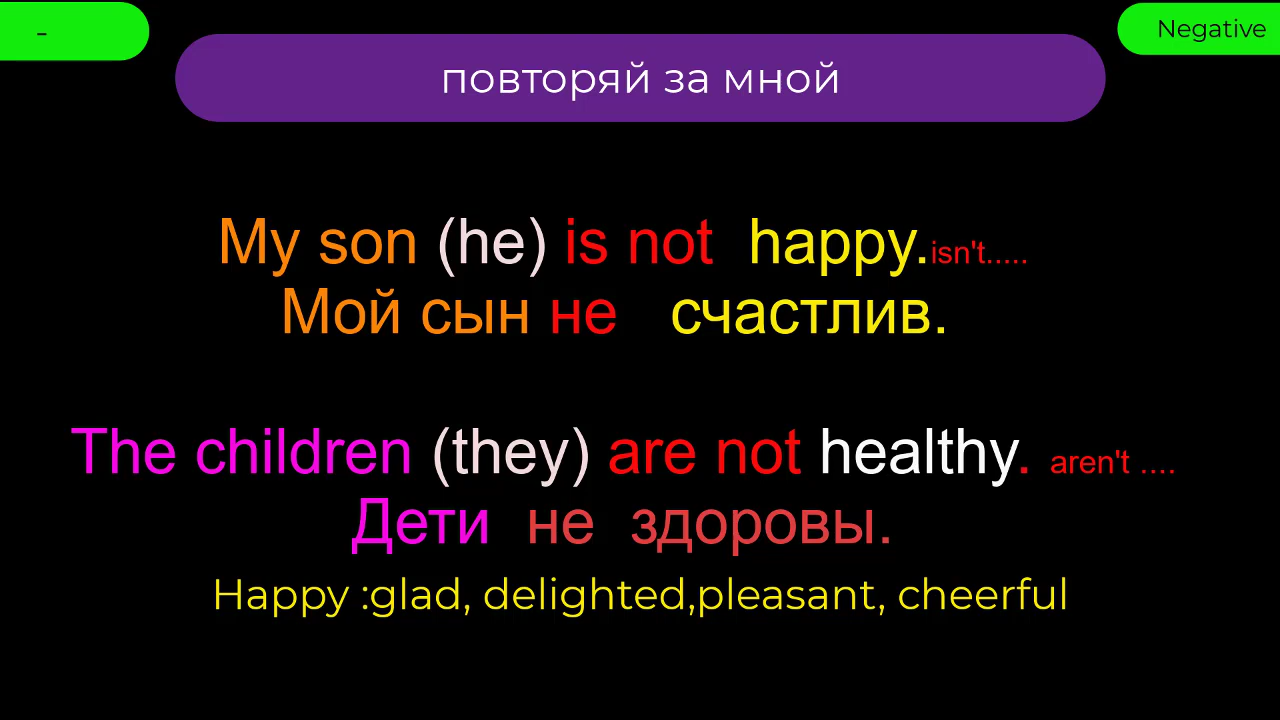 -
Negative
повторяй за мной
My son (he) is not happy.isn't.....
Мой сын не счастлив.
The children (they) are not healthy. aren't ....
Дети не здоровы.
Happy :glad, delighted,pleasant, cheerful